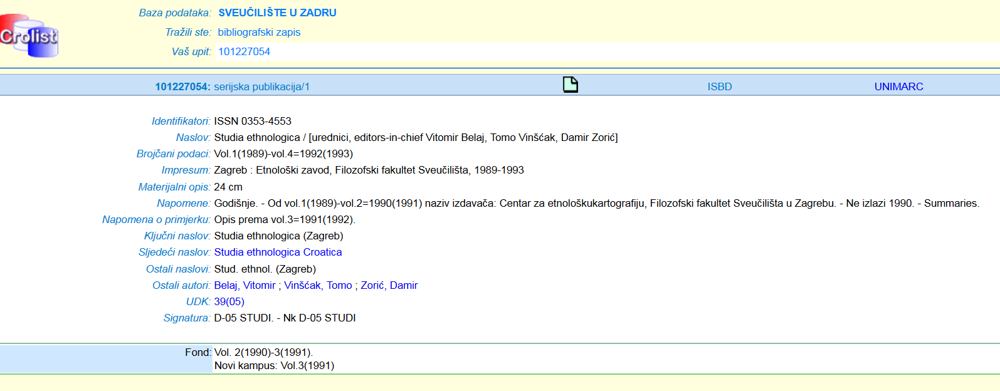 Crolist
Baza podataka: SVEUČILIŠTE U ZADRU
Tražili ste: bibliografski zapis
Vaš upit: 101227054
101227054: serijska publikacija/1 ISBD UNIMARC
Identifikatori: ISSN 0353-4553
Naslov: Studia ethnologica / [urednici, editors-in-chief Vitomir Belaj, Tomo Vinšćak, Damir Zorić]
Brojčani podaci: Vol.1(1989)-vol.4=1992(1993)
Impresum: Zagreb : Etnološki zavod, Filozofski fakultet Sveučilišta, 1989-1993
Materijalni opis: 24 cm
Napomene: Godišnje. - Od vol.1(1989)-vol.2=1990(1991) naziv izdavača: Centar za etnološkukartografiju, Filozofski fakultet Sveučilišta u Zagrebu. - Ne izlazi 1990. - Summaries.
Napomena o primjerku: Opis prema vol.3=1991(1992).
Ključni naslov: Studia ethnologica (Zagreb)
Sljedeći naslov: Studia ethnologica Croatica
Ostali naslovi: Stud. ethnol. (Zagreb)
Ostali autori: Belaj, Vitomir ; Vinšćak, Tomo ; Zorić, Damir
UDK: 39(05)
Signatura: D-05 STUDI. - Nk D-05 STUDI
Fond: Vol. 2(1990)-3(1991).
Novi kampus: Vol.3(1991)